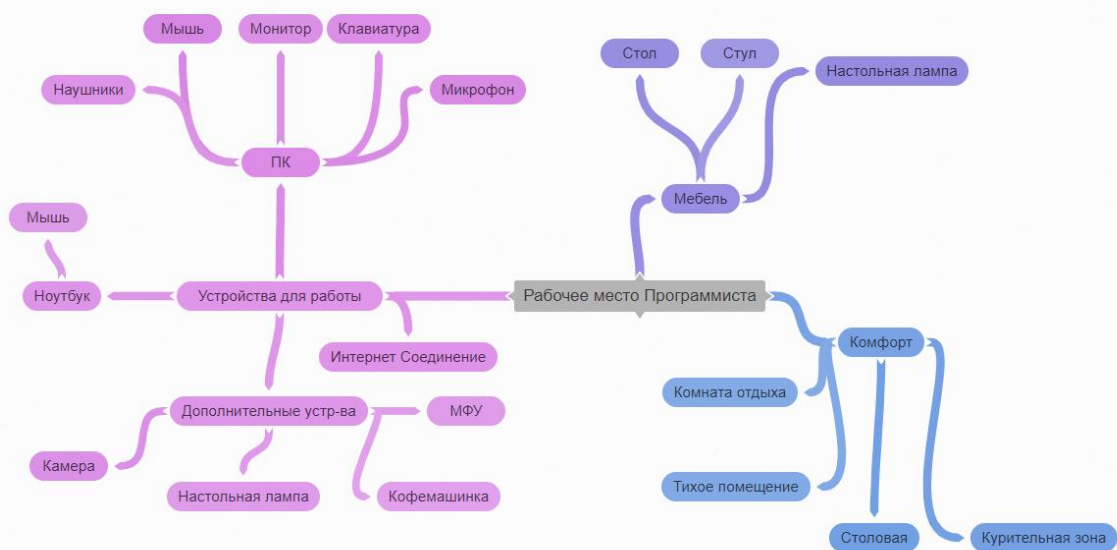 Мышь
Монитор
Клавиатура
Стол
Стул
Настольная лампа
Наушники
Микрофон
ПК
Мебель
Мышь
Ноутбук
Устройства для работы
Рабочее место Программиста
Интернет Соединение
Комфорт
Комната отдыха
Дополнительные устр-ва
МФУ
Камера
Настольная лампа
Кофемашинка
Тихое помещение
Столовая
Курительная зона